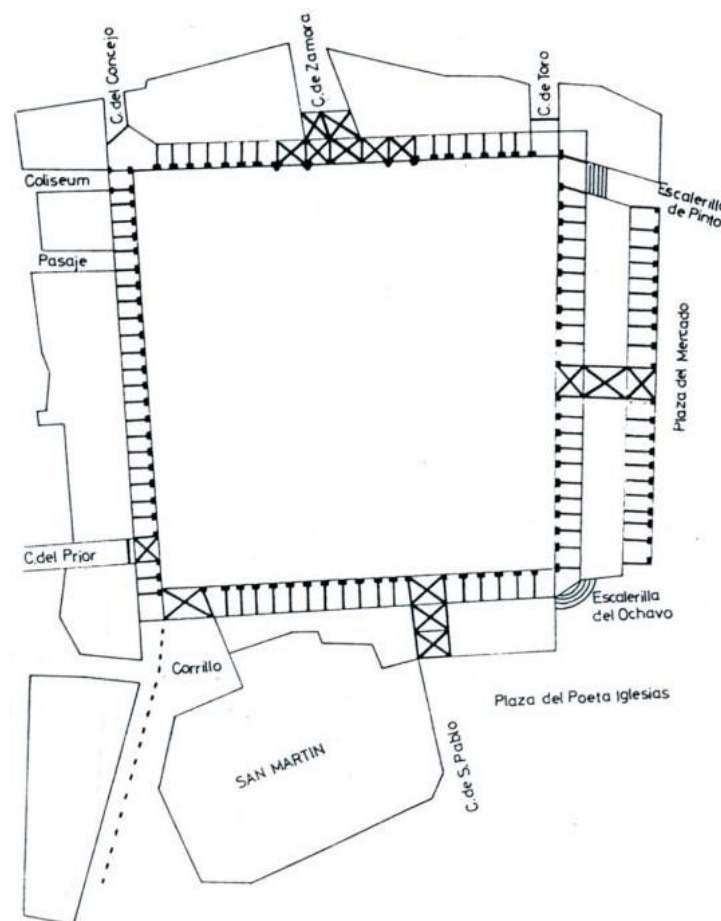 C. del Concejo
C. de Zamora
C. de Toro
Coliseum
Escalerilla
de Pinto
Pasaje
Plaza del Mercado
C. del Prior
Escalerilla
del Ochavo
Corrillo
Plaza del Poeta Iglesias
SAN MARTIN
C. de S. Pablo